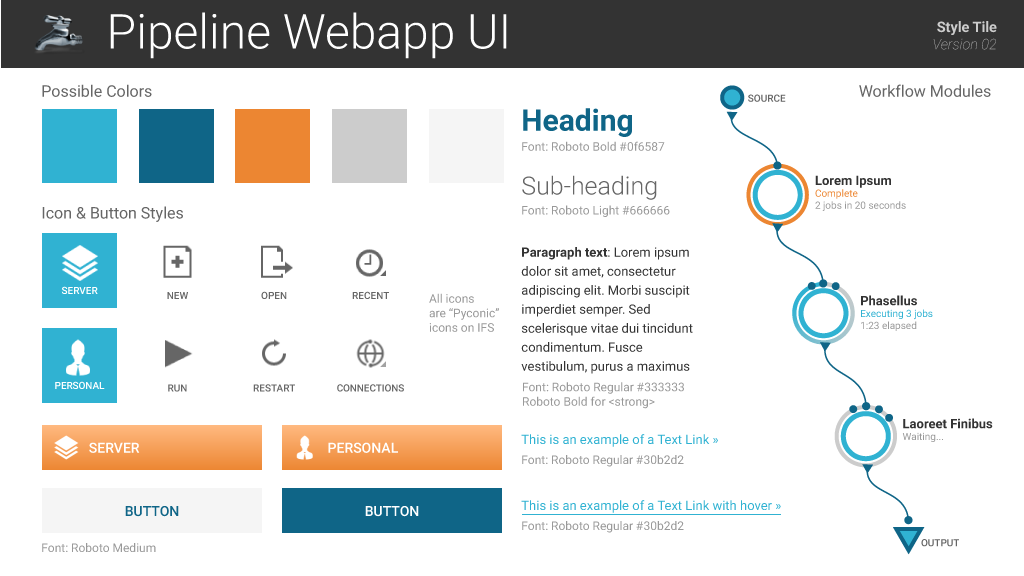 Pipeline Webapp UI
Style Tile
Version 02
Possible Colors
Icon & Button Styles
SERVER
NEW
OPEN
RECENT
All icons
are “Pyconic”
icons on IFS
PERSONAL
RUN
RESTART
CONNECTIONS
SERVER
PERSONAL
BUTTON
BUTTON
Font: Roboto Medium
Heading
Font: Roboto Bold #0f6587
Sub-heading
Font: Roboto Light #666666
Paragraph text: Lorem ipsum
dolor sit amet, consectetur
adipiscing elit. Morbi suscipit
imperdiet semper. Sed
scelerisque vitae dui tincidunt
condimentum. Fusce
vestibulum, purus a maximus
Font: Roboto Regular #333333
Roboto Bold for <strong>
This is an example of a Text Link »
Font: Roboto Regular #30b2d2
This is an example of a Text Link with hover »
Font: Roboto Regular #30b2d2
Workflow Modules
SOURCE
Lorem Ipsum
Complete
2 jobs in 20 seconds
Phasellus
Executing 3 jobs
1:23 elapsed
Laoreet Finibus
Waiting...
OUTPUT